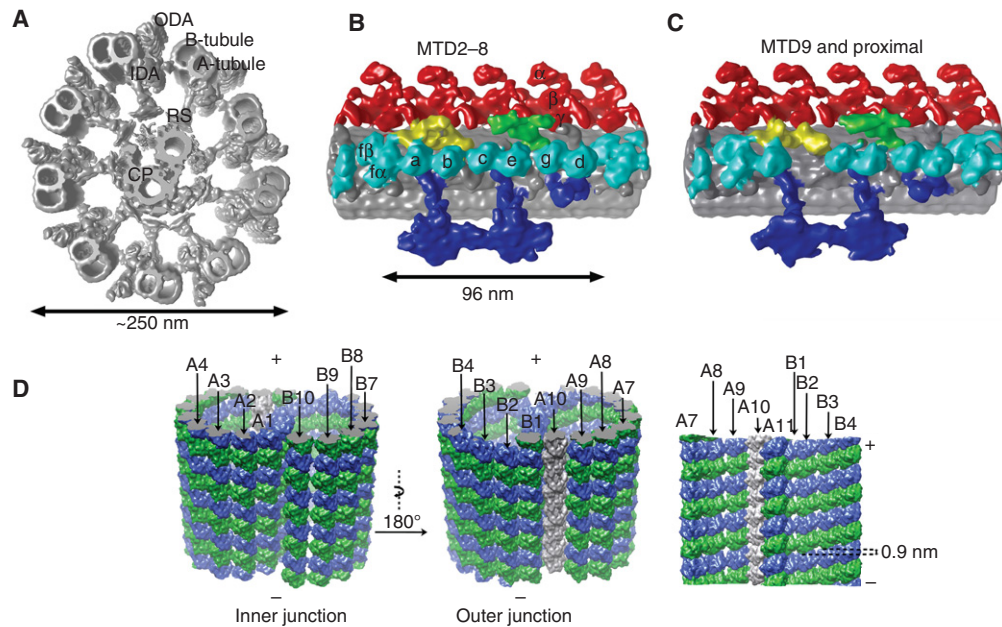 A
ODA
B-tubule
A-tubule
IDA
RS
CP
~250 nm
B
MTD2–8
α
β
γ
fβ
fα
a
b
c
e
g
d
96 nm
C
MTD9 and proximal
D
A4
A3
A2
A1
+
B10
B9
B8
B7
–
Inner junction
180°
B4
B3
B2
B1
+
A10
A9
A8
A7
–
Outer junction
A7
A8
A9
A10
A11
B1
B2
B3
B4
+
0.9 nm
–